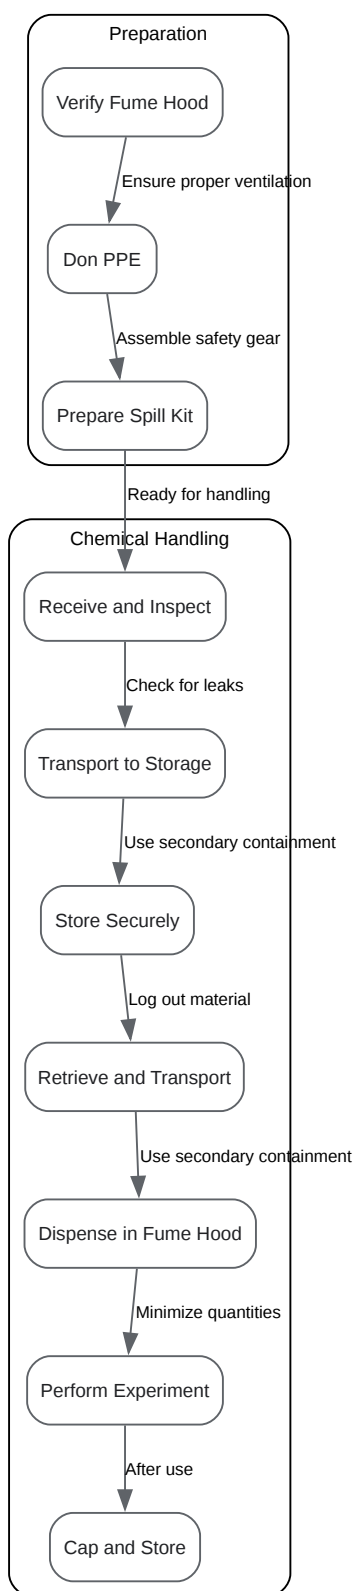 Preparation
Verify Fume Hood
Ensure proper ventilation
Don PPE
Assemble safety gear
Prepare Spill Kit
Ready for handling
Chemical Handling
Receive and Inspect
Check for leaks
Transport to Storage
Use secondary containment
Store Securely
Log out material
Retrieve and Transport
Use secondary containment
Dispense in Fume Hood
Minimize quantities
Perform Experiment
After use
Cap and Store